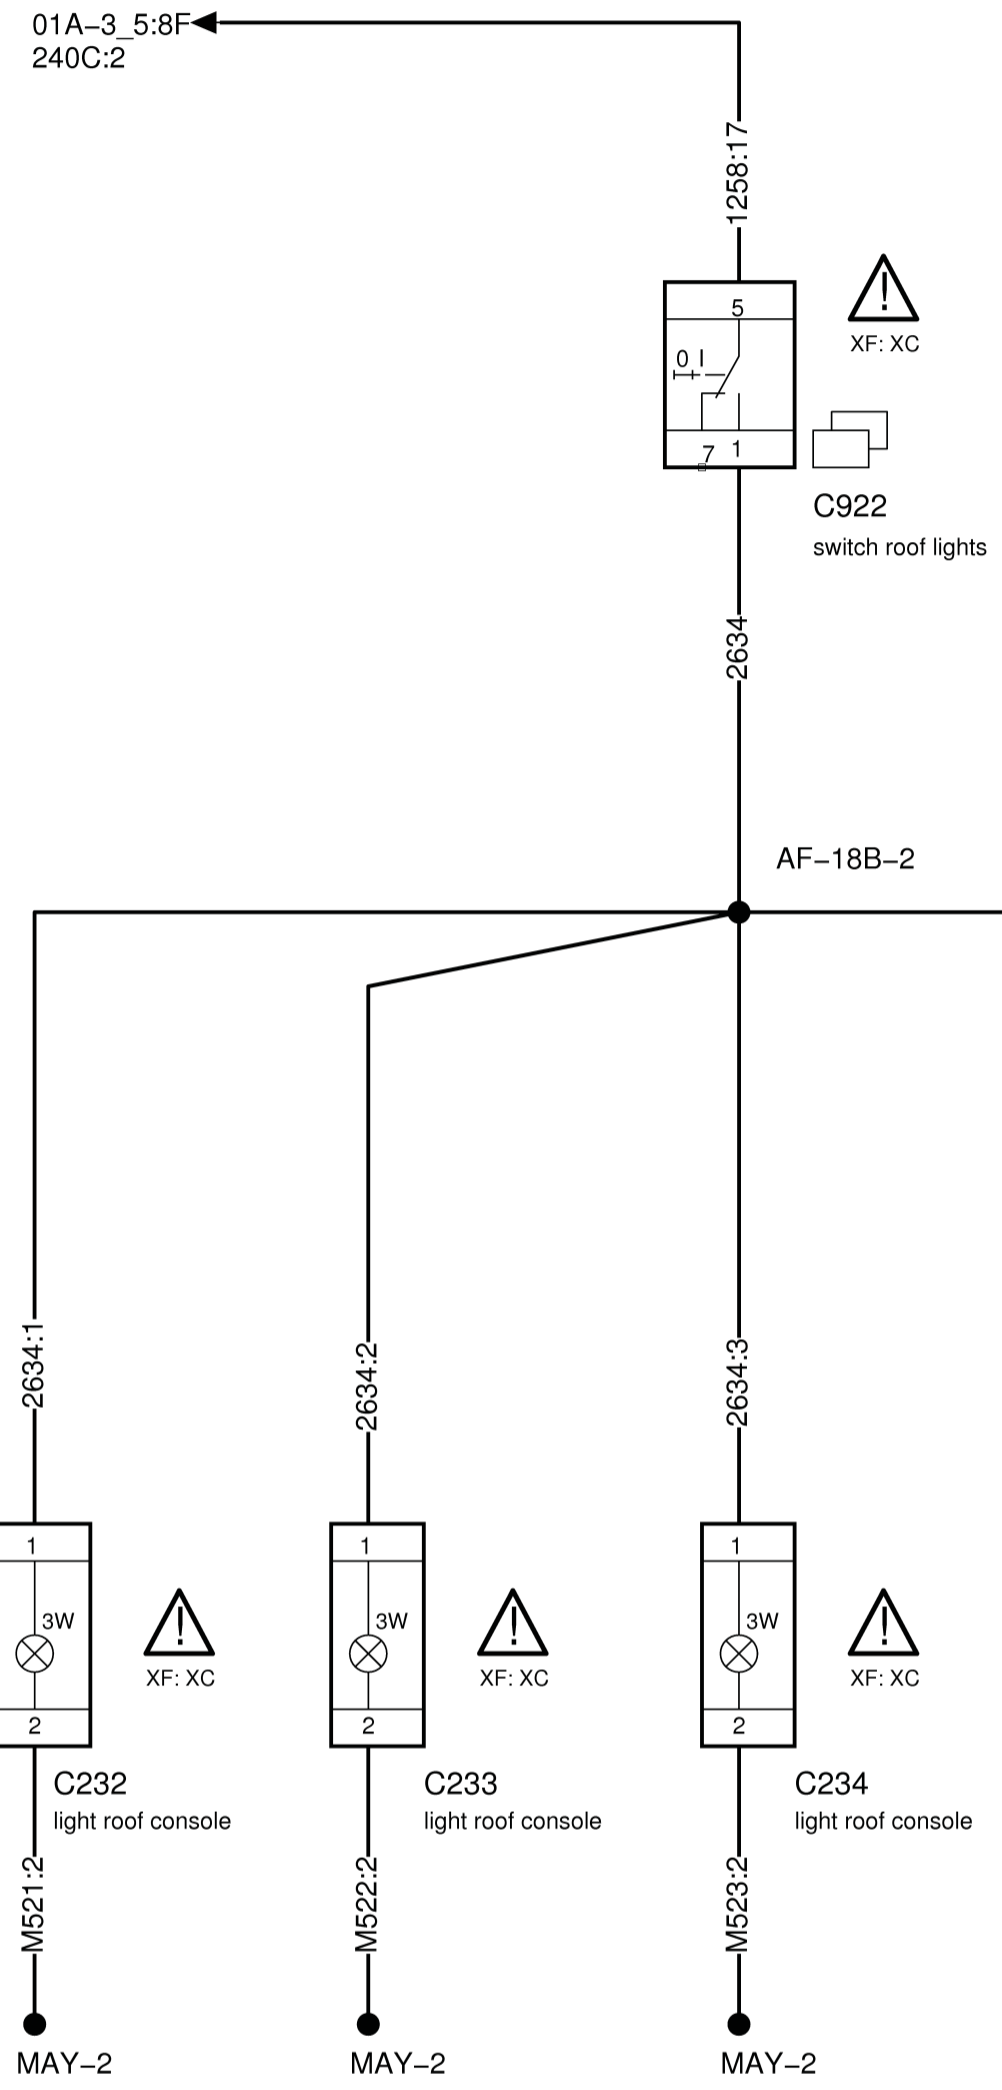 01A–3_5:8F
240C:2
1258:17
5
0 I
7 1
!
XF: XC
C922
switch roof lights
2634
AF–18B–2
2634:1
2634:2
2634:3
1
3W
2
!
XF: XC
C232
light roof console
1
3W
2
!
XF: XC
C233
light roof console
1
3W
2
!
XF: XC
C234
light roof console
M521:2
M522:2
M523:2
MAY–2
MAY–2
MAY–2